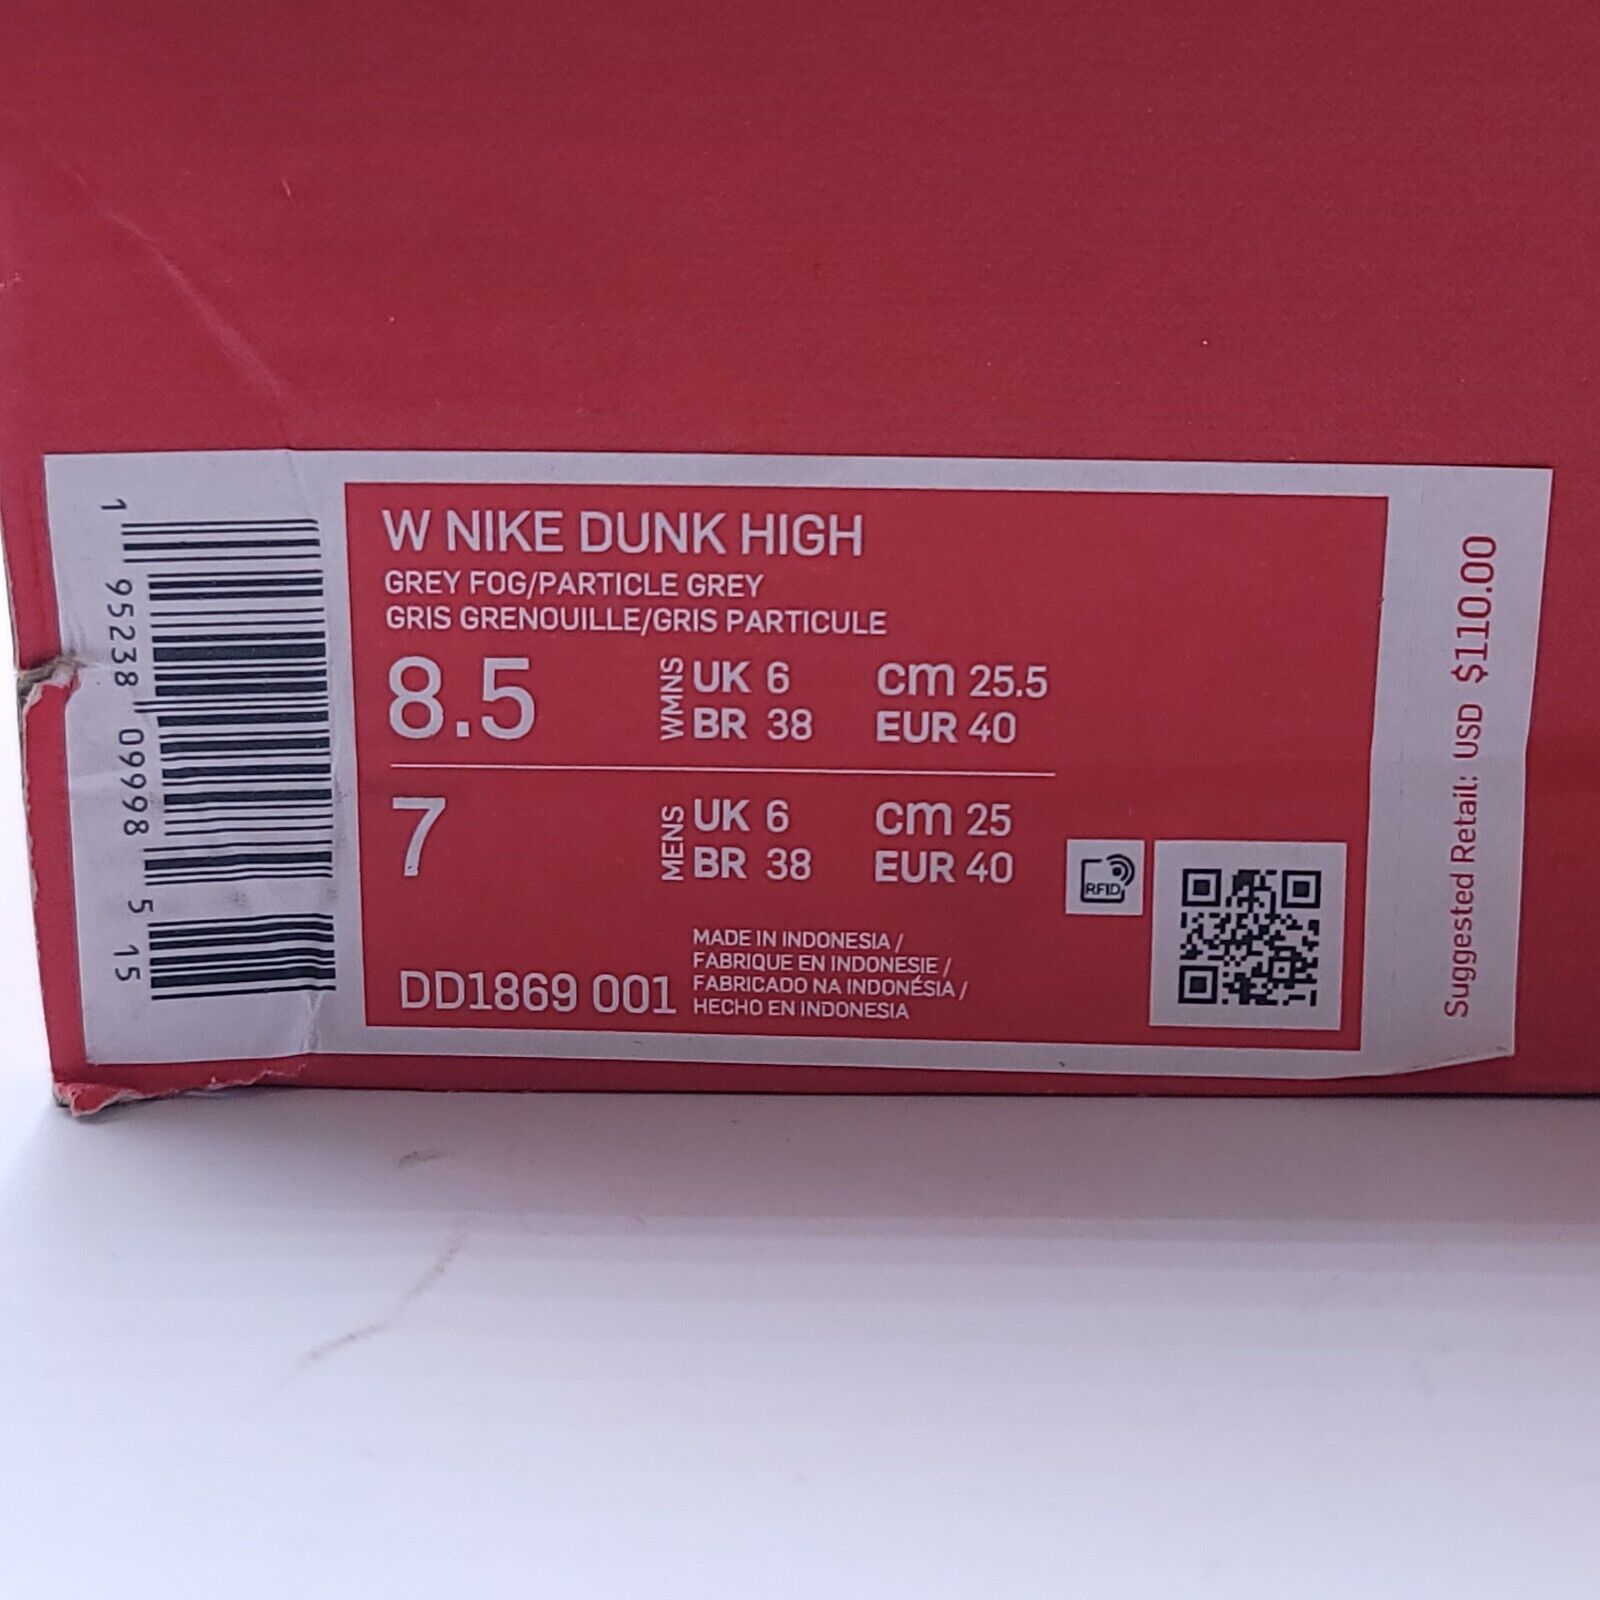 1 95238 09998 5 15
W NIKE DUNK HIGH
GREY FOG/PARTICLE GREY
GRIS GRENOUILLE/GRIS PARTICULE
8.5 WMNS UK 6 cm 25.5
BR 38 EUR 40
7 MENS UK 6 cm 25
BR 38 EUR 40
RFID
DD1869 001
MADE IN INDONESIA /
FABRIQUE EN INDONESIE /
FABRICADO NA INDONÉSIA /
HECHO EN INDONESIA
Suggested Retail: USD $110.00